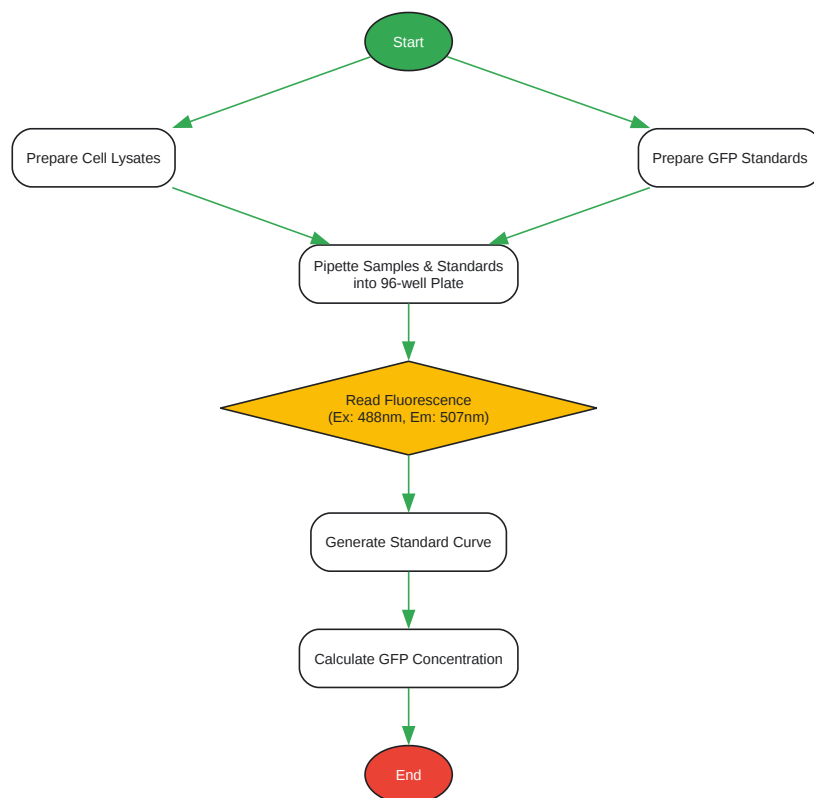 Start
Prepare Cell Lysates
Prepare GFP Standards
Pipette Samples & Standards
into 96-well Plate
Read Fluorescence
(Ex: 488nm, Em: 507nm)
Generate Standard Curve
Calculate GFP Concentration
End